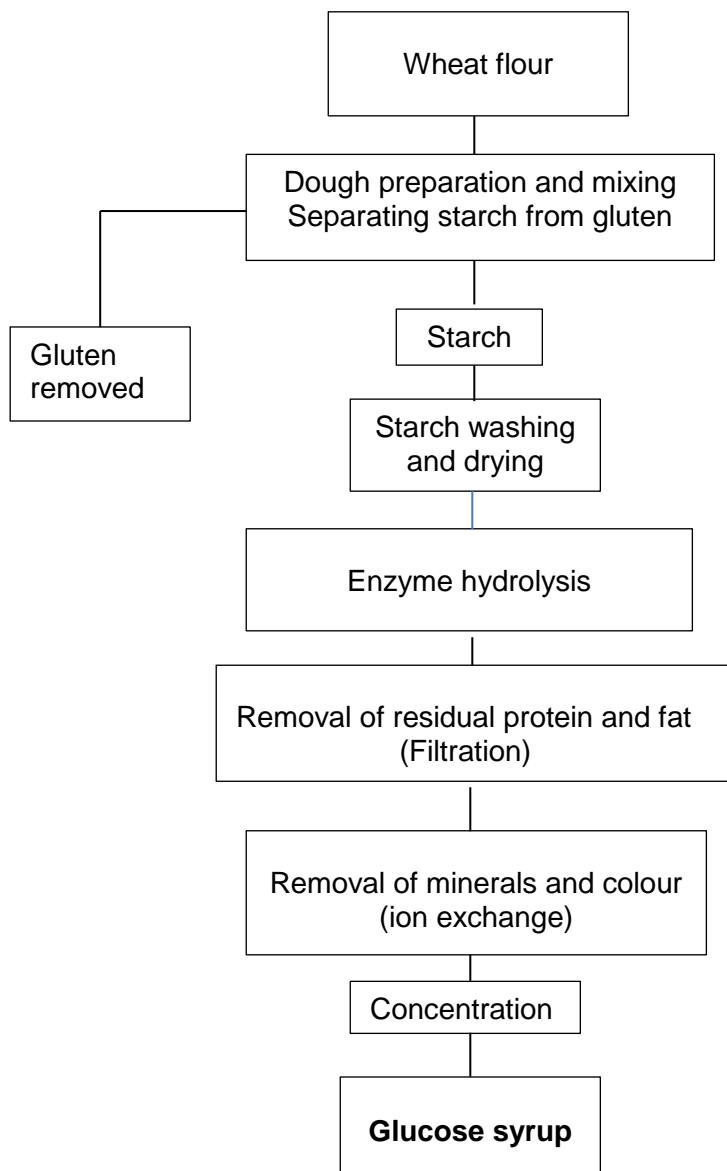 Wheat flour
Dough preparation and mixing
Separating starch from gluten
Gluten
removed
Starch
Starch washing
and drying
Enzyme hydrolysis
Removal of residual protein and fat
(Filtration)
Removal of minerals and colour
(ion exchange)
Concentration
Glucose syrup